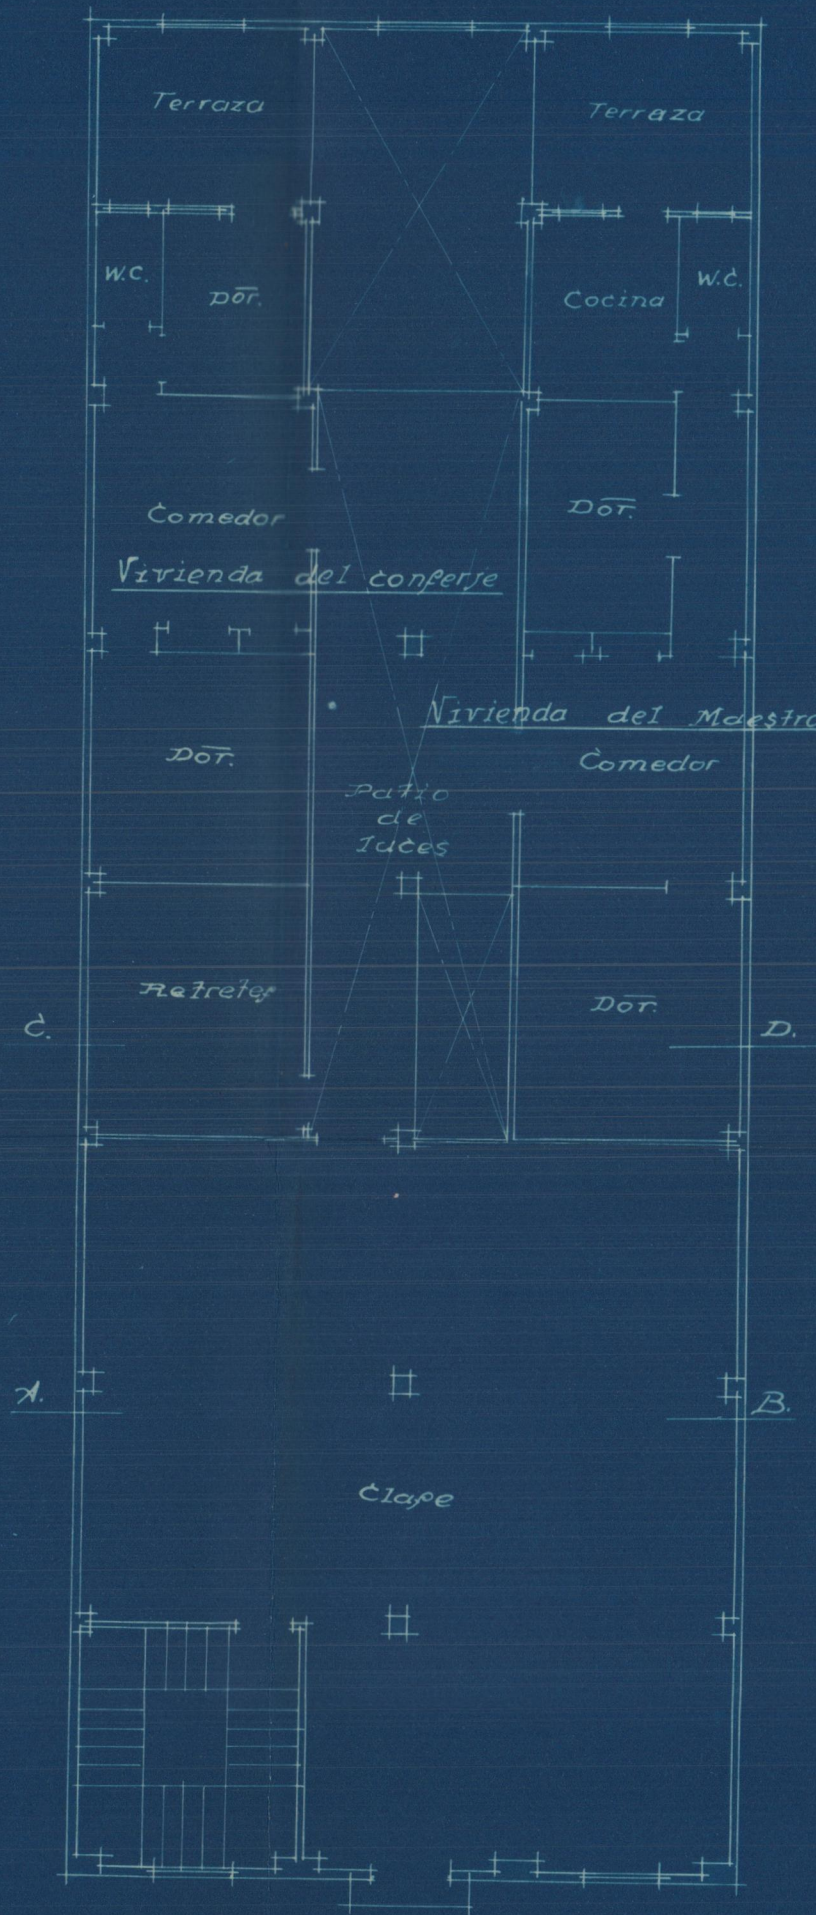 Terraza
Terraza
W.C.
Dor.
Cocina
W.C.
Comedor
Dor.
Vivienda del conserje
Vivienda del Maestro
Dor.
Comedor
Patio
de
luces
Retretes
Dor.
C.
D.
A.
B.
Clase